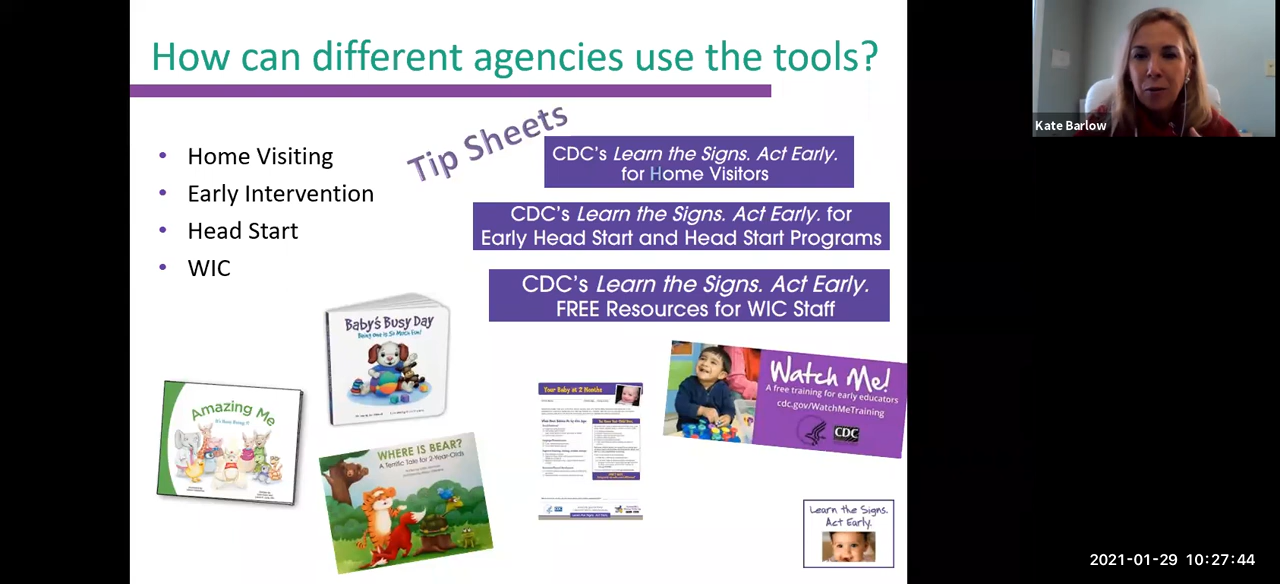 How can different agencies use the tools?
Kate Barlow
Tip Sheets
• Home Visiting
• Early Intervention
• Head Start
• WIC
CDC's Learn the Signs. Act Early.
for Home Visitors
CDC's Learn the Signs. Act Early. for
Early Head Start and Head Start Programs
CDC's Learn the Signs. Act Early.
FREE Resources for WIC Staff
Baby's Busy Day
Being One is So Much Fun!
Amazing Me
It's Busy Being 3!
WHERE IS BEAR?
A Terrific Tale for 2-Year-Olds
Your Baby at 2 Months
Watch Me!
A free training for early educators
cdc.gov/WatchMeTraining
CDC
Learn the Signs.
Act Early.
2021-01-29 10:27:44